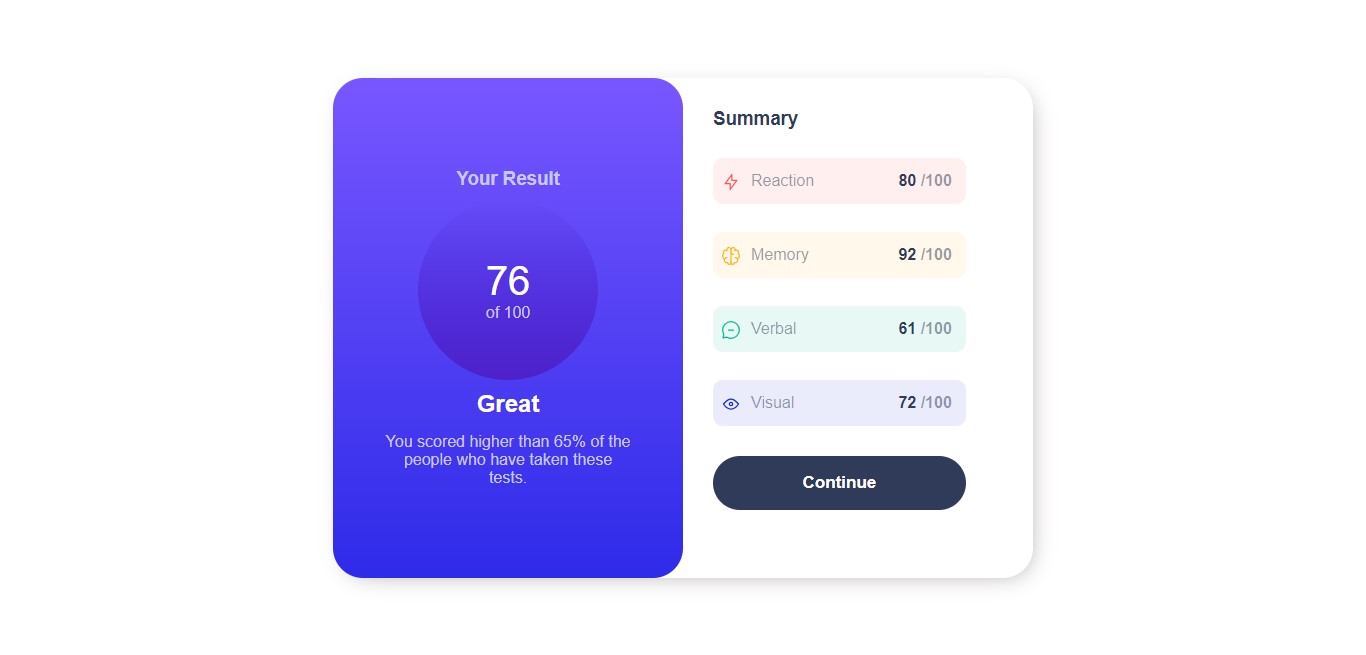 Your Result
76
of 100
Great
You scored higher than 65% of the
people who have taken these
tests.
Summary
Reaction 80 /100
Memory 92 /100
Verbal 61 /100
Visual 72 /100
Continue